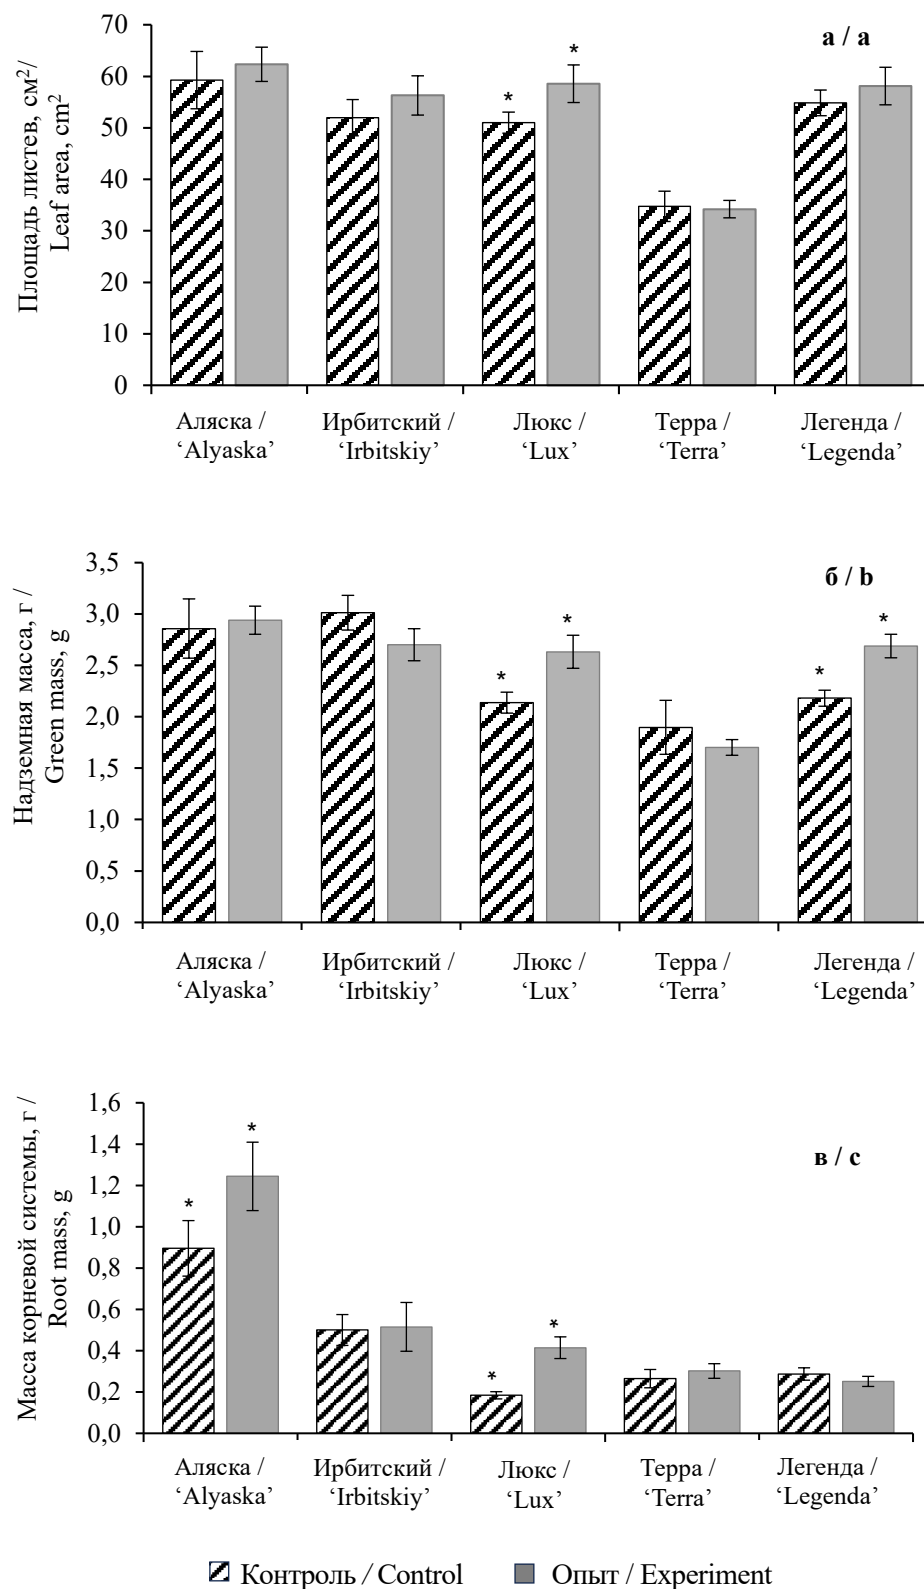 Площадь листев, см²/
Leaf area, cm²
70
60
50
40
30
20
10
0
а / a
*
*
Аляска /
‘Alyaska’
Ирбитский /
‘Irbitskiy’
Люкс /
‘Lux’
Терра /
‘Terra’
Легенда /
‘Legenda’
Надземная масса, г /
Green mass, g
3,5
3,0
2,5
2,0
1,5
1,0
0,5
0,0
б / b
*
*
*
*
Аляска /
‘Alyaska’
Ирбитский /
‘Irbitskiy’
Люкс /
‘Lux’
Терра /
‘Terra’
Легенда /
‘Legenda’
Масса корневой системы, г /
Root mass, g
1,6
1,4
1,2
1,0
0,8
0,6
0,4
0,2
0,0
в / c
*
*
*
*
Аляска /
‘Alyaska’
Ирбитский /
‘Irbitskiy’
Люкс /
‘Lux’
Терра /
‘Terra’
Легенда /
‘Legenda’
Контроль / Control
Опыт / Experiment